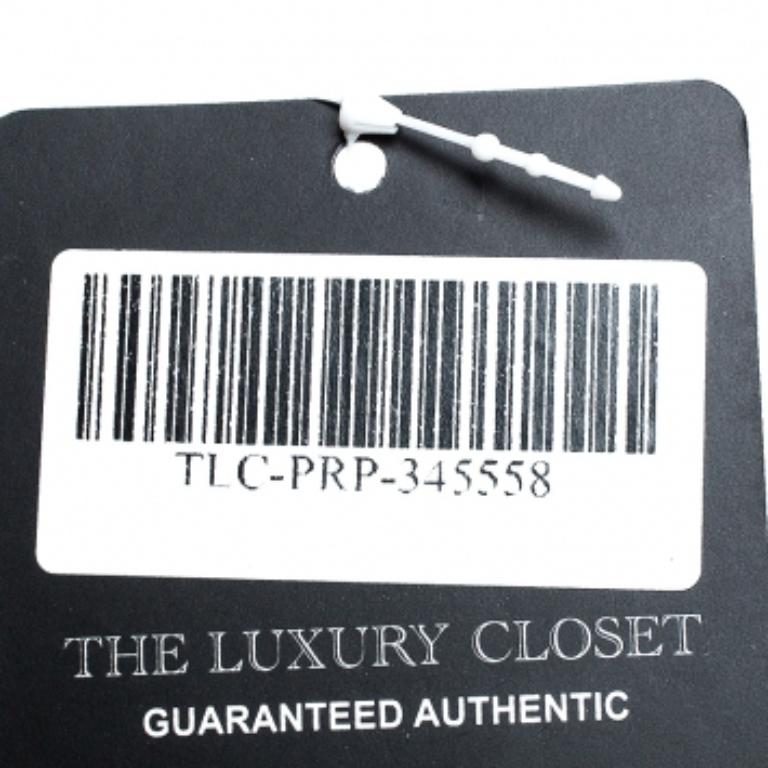 TLC-PRP-345558
THE LUXURY CLOSET
GUARANTEED AUTHENTIC